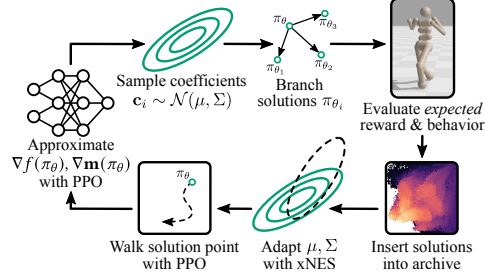 π_θ
π_θ₃
π_θ₁
π_θ₂
Sample coefficients
c_i ∼ N(μ, Σ)
Branch
solutions π_θᵢ
Evaluate expected
reward & behavior
Approximate
∇f(π_θ), ∇m(π_θ)
with PPO
π_θ
Walk solution point
with PPO
Adapt μ, Σ
with xNES
Insert solutions
into archive